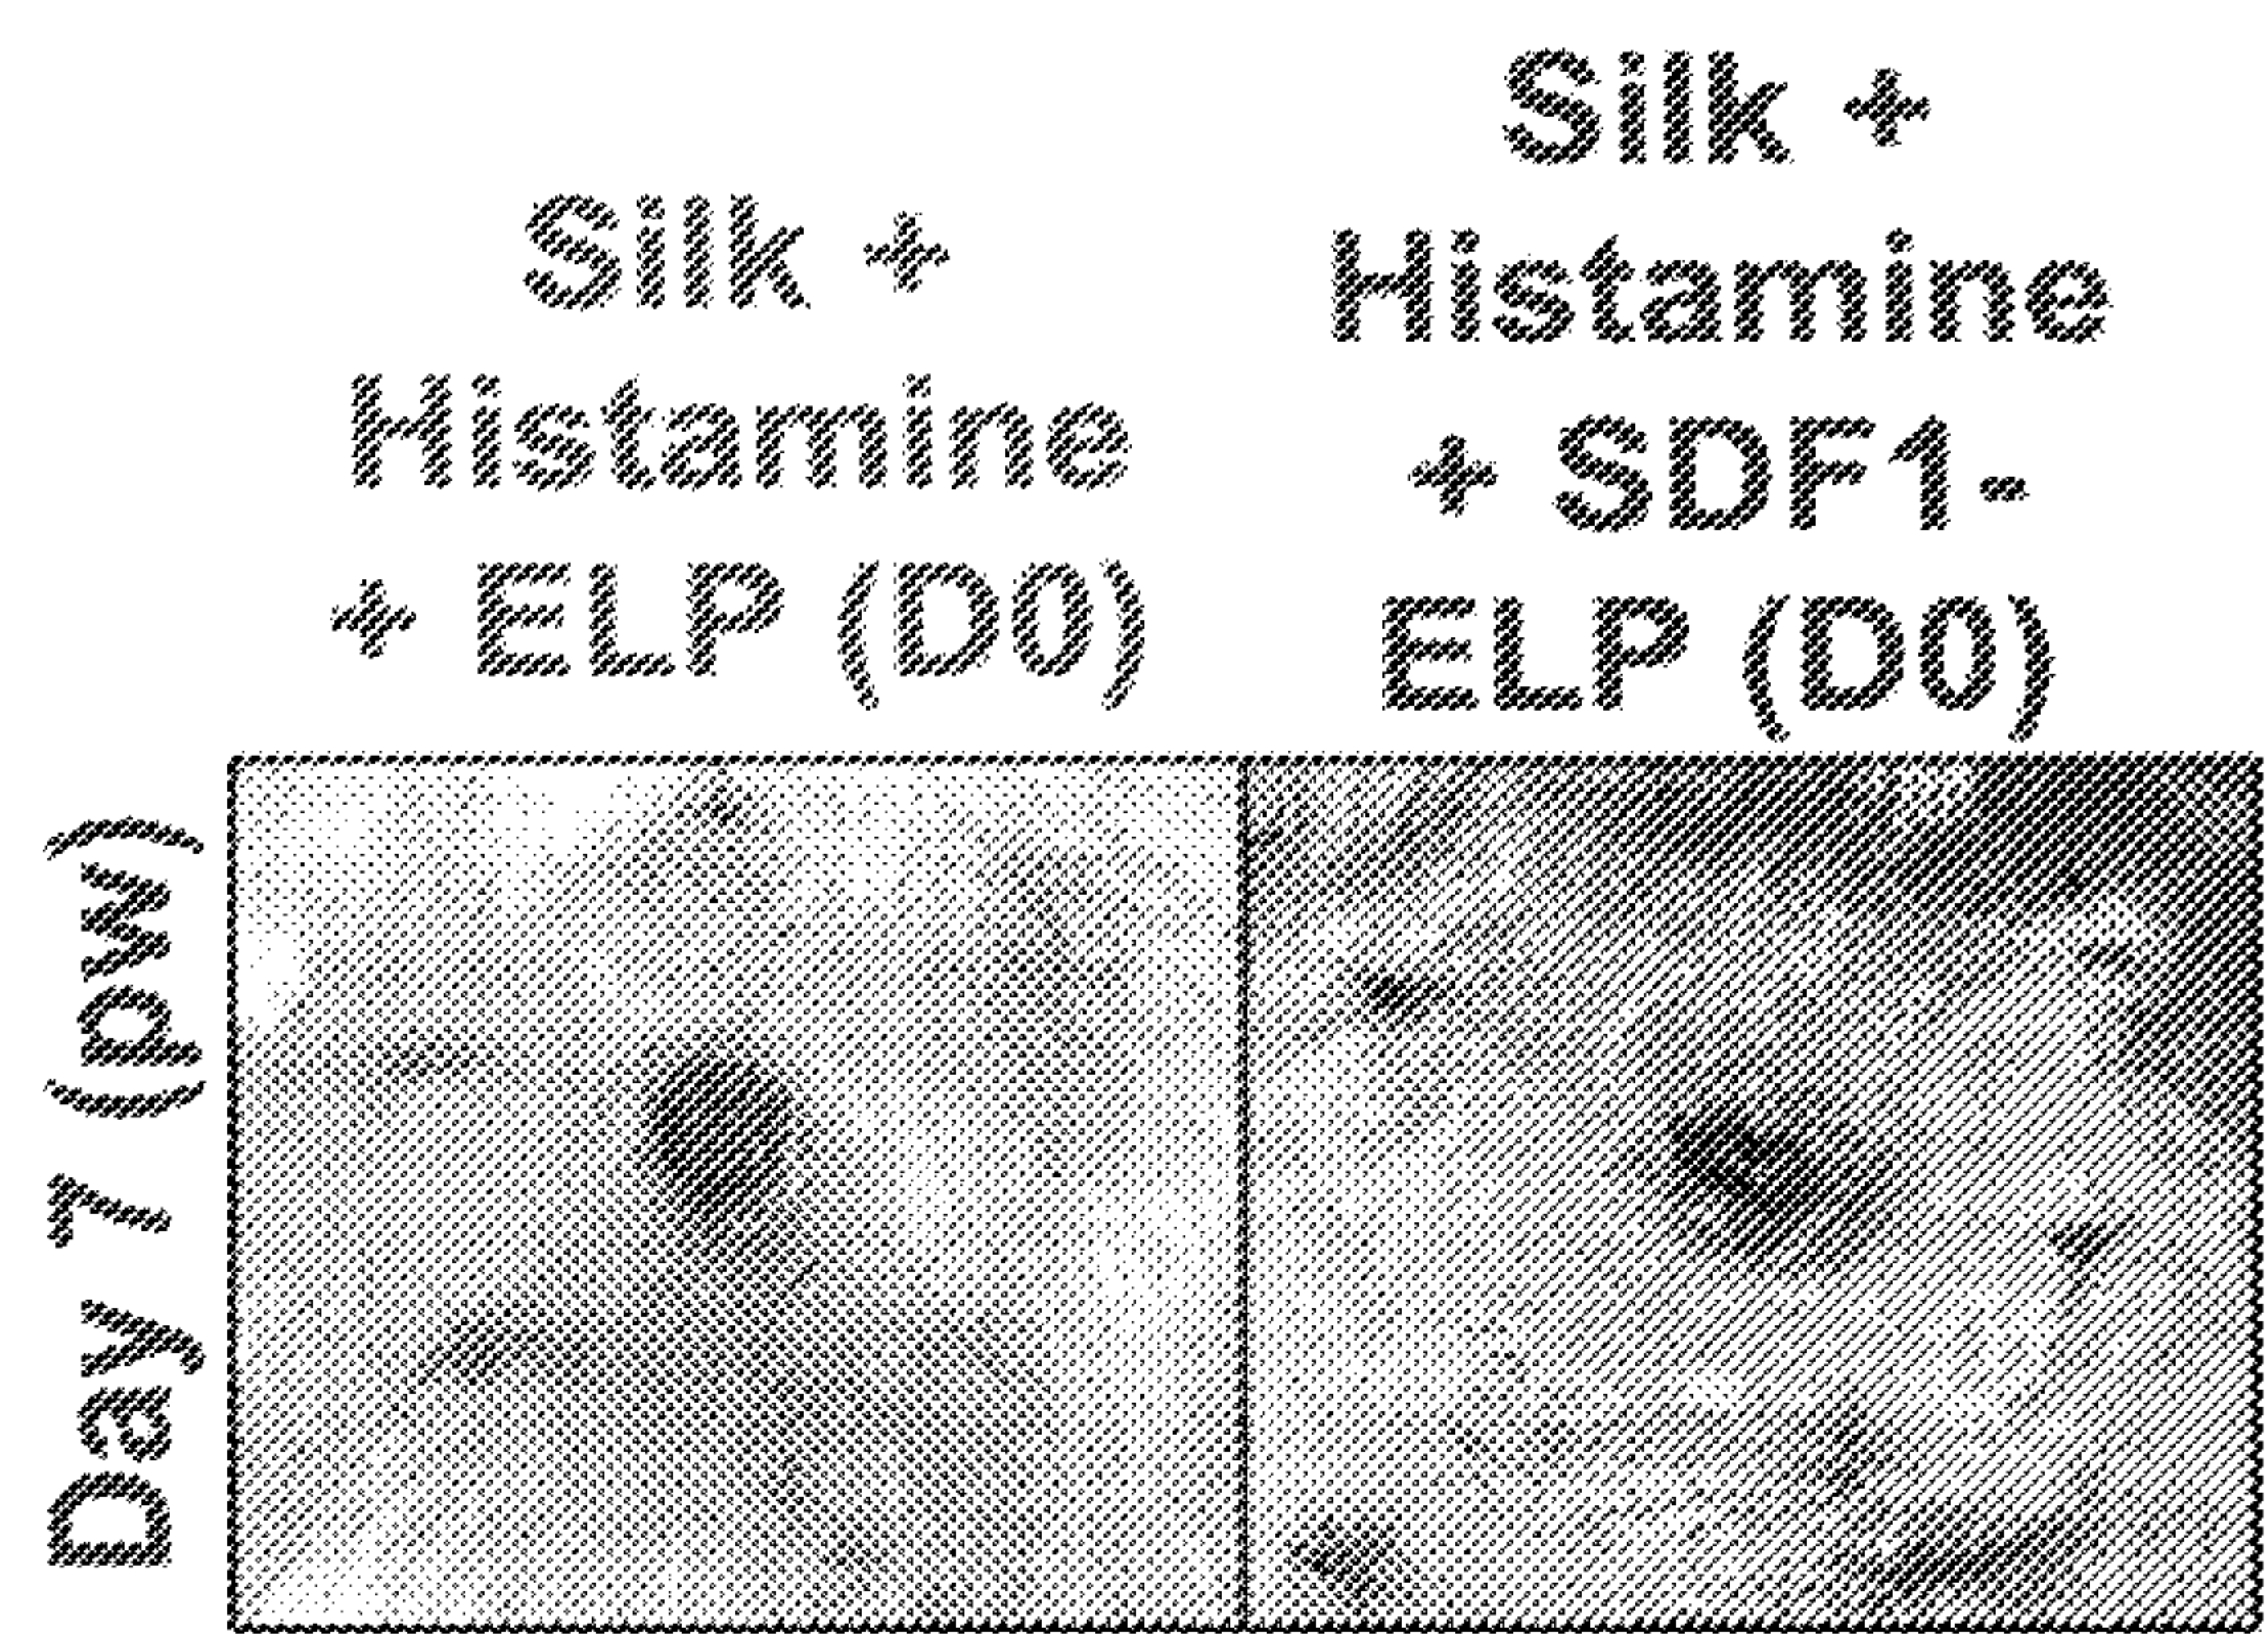 Silk +
Histamine
+ ELP (D0)
Silk +
Histamine
+ SDF1-
ELP (D0)
Day 7 (pw)